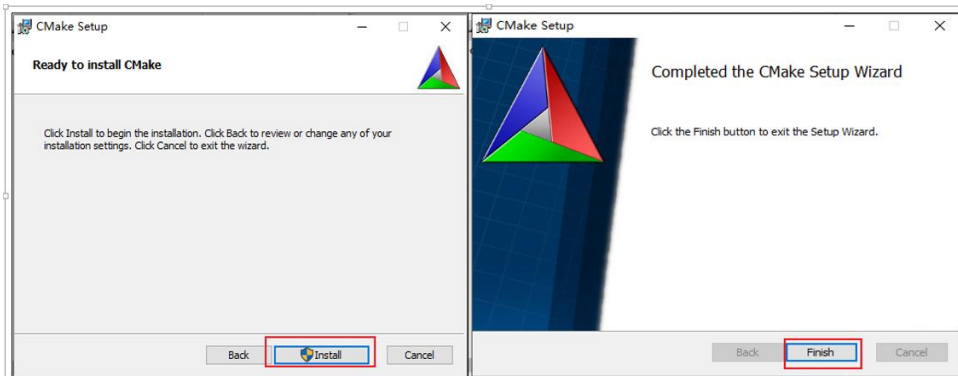 CMake Setup
Ready to install CMake
Click Install to begin the installation. Click Back to review or change any of your
installation settings. Click Cancel to exit the wizard.
Back
Install
Cancel
CMake Setup
Completed the CMake Setup Wizard
Click the Finish button to exit the Setup Wizard.
Back
Finish
Cancel